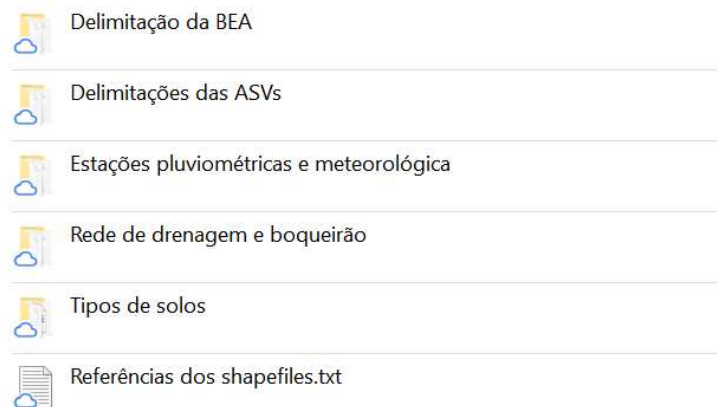 Delimitação da BEA
Delimitações das ASVs
Estações pluviométricas e meteorológica
Rede de drenagem e boqueirão
Tipos de solos
Referências dos shapefiles.txt